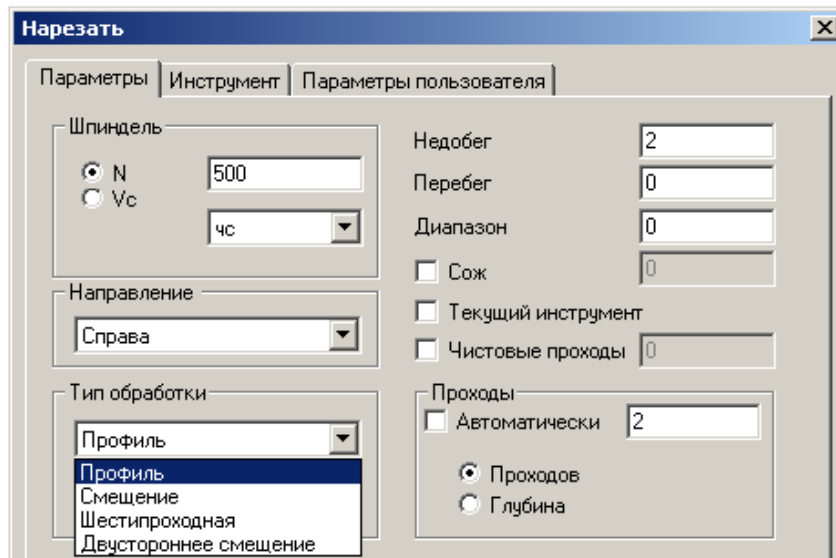 Нарезать
Параметры Инструмент Параметры пользователя
Шпиндель
N 500
Vc
чс
Недобег 2
Перебег 0
Диапазон 0
Сож 0
Направление
Справа
Текущий инструмент
Чистовые проходы 0
Тип обработки
Профиль
Профиль
Смещение
Шестипроходная
Двустороннее смещение
Проходы
Автоматически 2
Проходов
Глубина